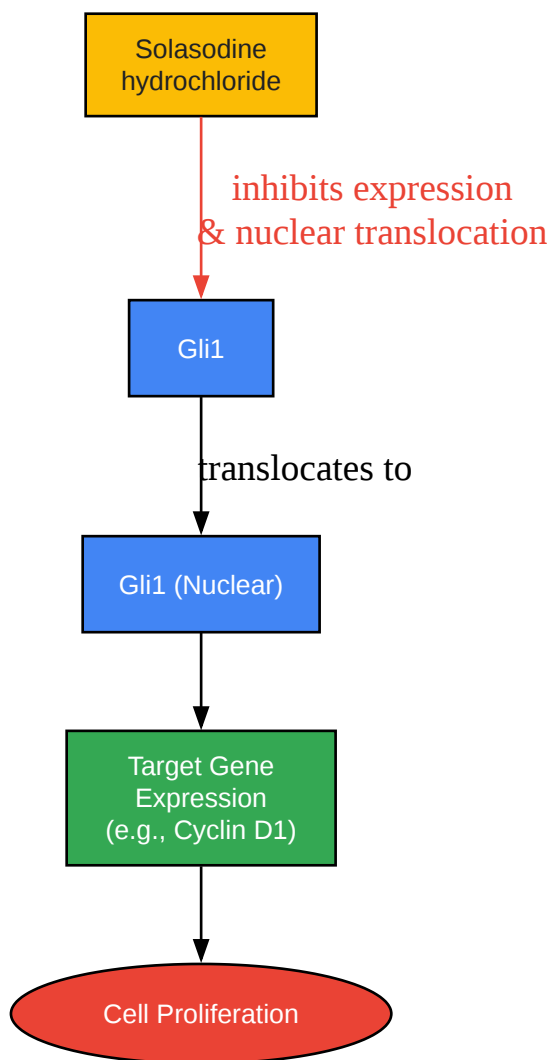 Solasodine
hydrochloride
inhibits expression
& nuclear translocation
Gli1
translocates to
Gli1 (Nuclear)
Target Gene
Expression
(e.g., Cyclin D1)
Cell Proliferation